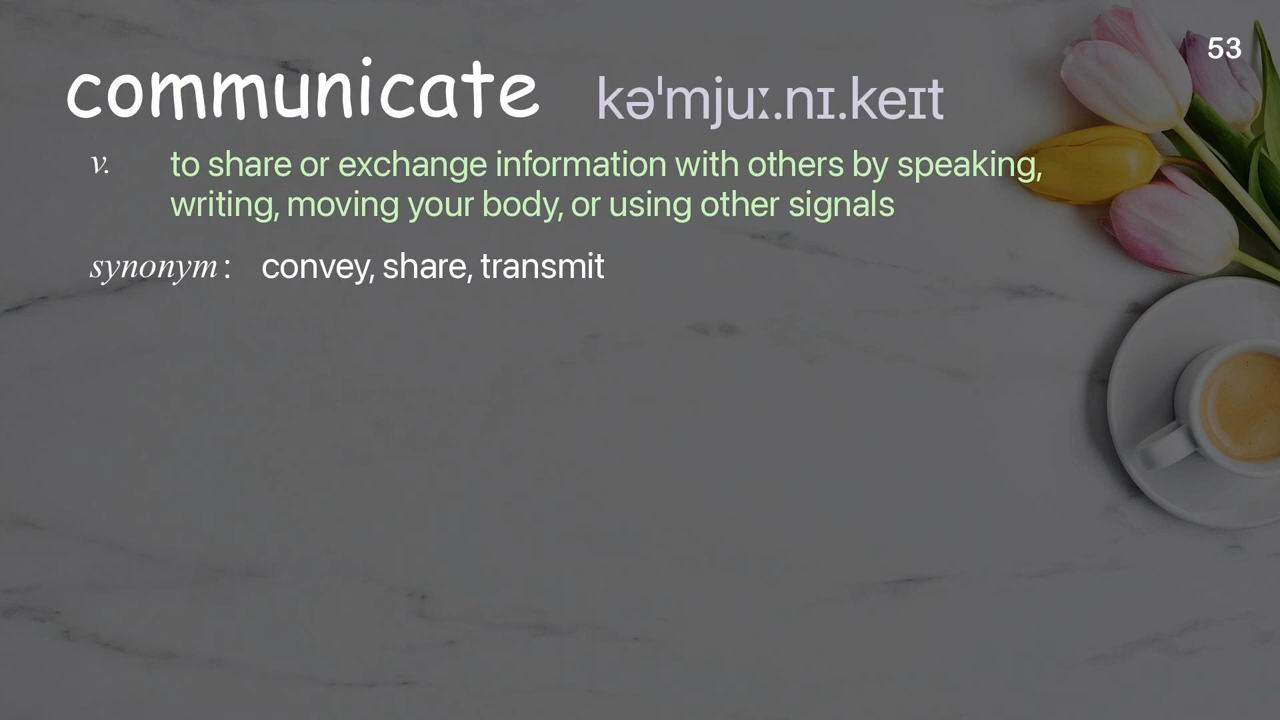 53
communicate kəˈmjuː.nɪ.keɪt
v. to share or exchange information with others by speaking,
writing, moving your body, or using other signals
synonym: convey, share, transmit